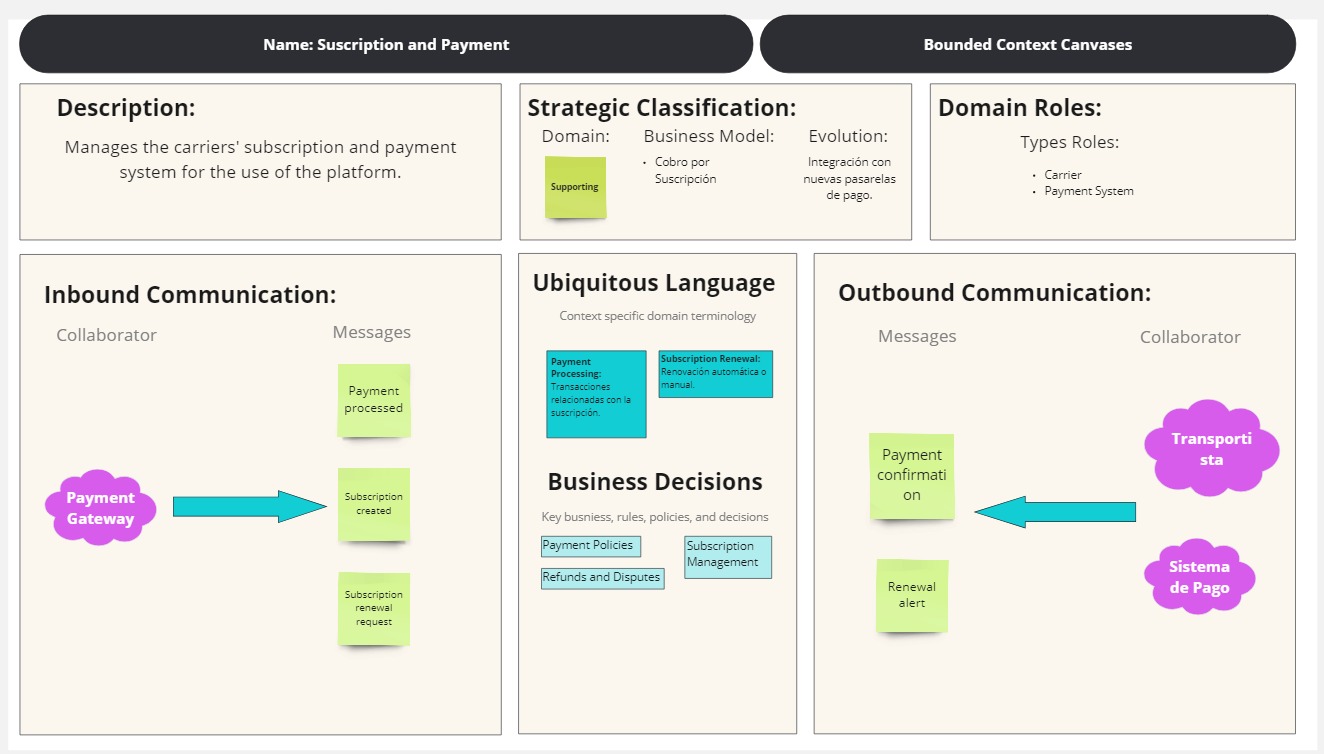 Name: Suscription and Payment
Bounded Context Canvases
Description:
Manages the carriers' subscription and payment
system for the use of the platform.
Strategic Classification:
Domain:
Supporting
Business Model:
• Cobro por
Suscripción
Evolution:
Integración con
nuevas pasarelas
de pago.
Domain Roles:
Types Roles:
• Carrier
• Payment System
Inbound Communication:
Collaborator
Messages
Payment
Gateway
Payment
processed
Subscription
created
Subscription
renewal
request
Ubiquitous Language
Context specific domain terminology
Payment
Processing:
Transacciones
relacionadas con la
suscripción.
Subscription Renewal:
Renovación automática o
manual.
Business Decisions
Key busniess, rules, policies, and decisions
Payment Policies
Subscription
Management
Refunds and Disputes
Outbound Communication:
Messages
Collaborator
Payment
confirmati
on
Renewal
alert
Transporti
sta
Sistema
de Pago